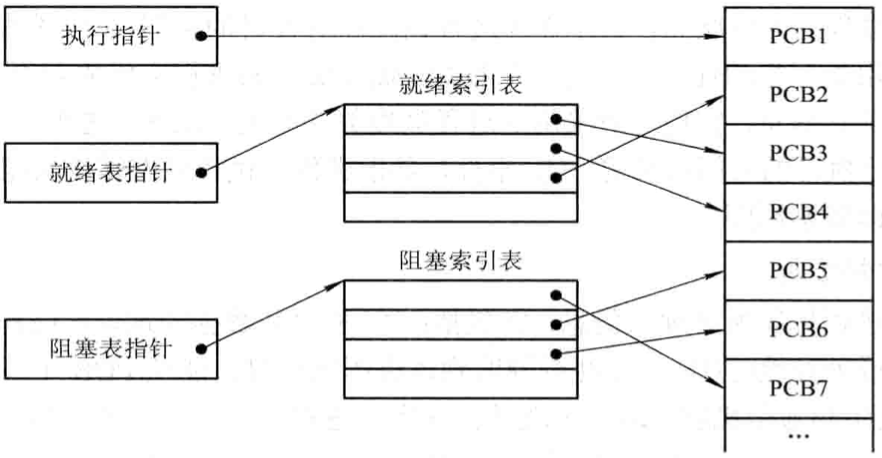 执行指针
就绪表指针
阻塞表指针
就绪索引表
阻塞索引表
PCB1
PCB2
PCB3
PCB4
PCB5
PCB6
PCB7
...